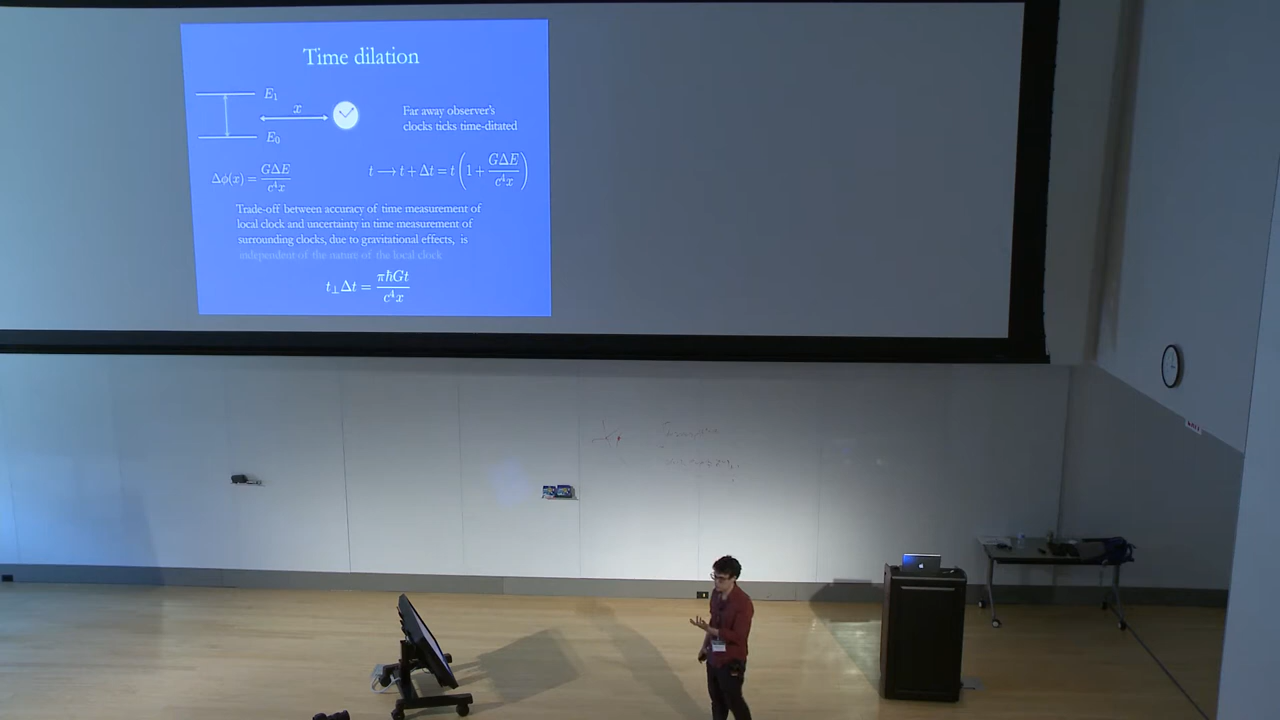 Time dilation
E₁
x
E₀
Far away observer's
clocks ticks time-ditated
Δϕ(x) = GΔE / c⁴x
t ⟶ t + Δt = t(1 + GΔE / c⁴x)
Trade-off between accuracy of time measurement of
local clock and uncertainty in time measurement of
surrounding clocks, due to gravitational effects, is
independent of the nature of the local clock
t⊥Δt = πℏGt / c⁴x